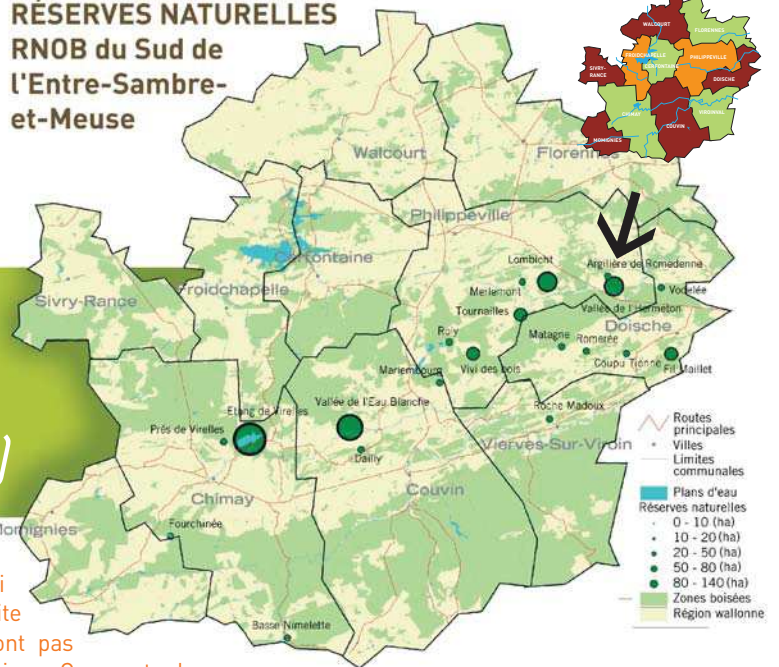 RÉSERVES NATURELLES
RNOB du Sud de
l'Entre-Sambre-
et-Meuse
WALCOURT
FLORENNES
FROIDCHAPELLE
CERFONTAINE
PHILIPPEVILLE
SIVRY-
RANCE
DOISCHE
CHIMAY
VIROINVAL
COUVIN
MOMIGNIES
Walcourt
Florennes
Philippeville
Cerfontaine
Lombicht
Argilière de Romedenne
Sivry-Rance
Froidchapelle
Merlemont
Vodelée
Tournailles
Vallée de l'Hermeton
Doische
Roly
Matagne
Romerée
Mariembourg
Vivi des bois
Coupu Tienne
Fil Maillet
Etang de Virelles
Vallée de l'Eau Blanche
Roche Madoux
Prés de Virelles
Vierves-Sur-Viroin
Dailly
Chimay
Couvin
Momignies
Fourchinée
Basse Nimelette
Routes
principales
Villes
Limites
communales
Plans d'eau
Réserves naturelles
0 - 10 (ha)
10 - 20 (ha)
20 - 50 (ha)
50 - 80 (ha)
80 - 140 (ha)
Zones boisées
Région wallonne
ont pas